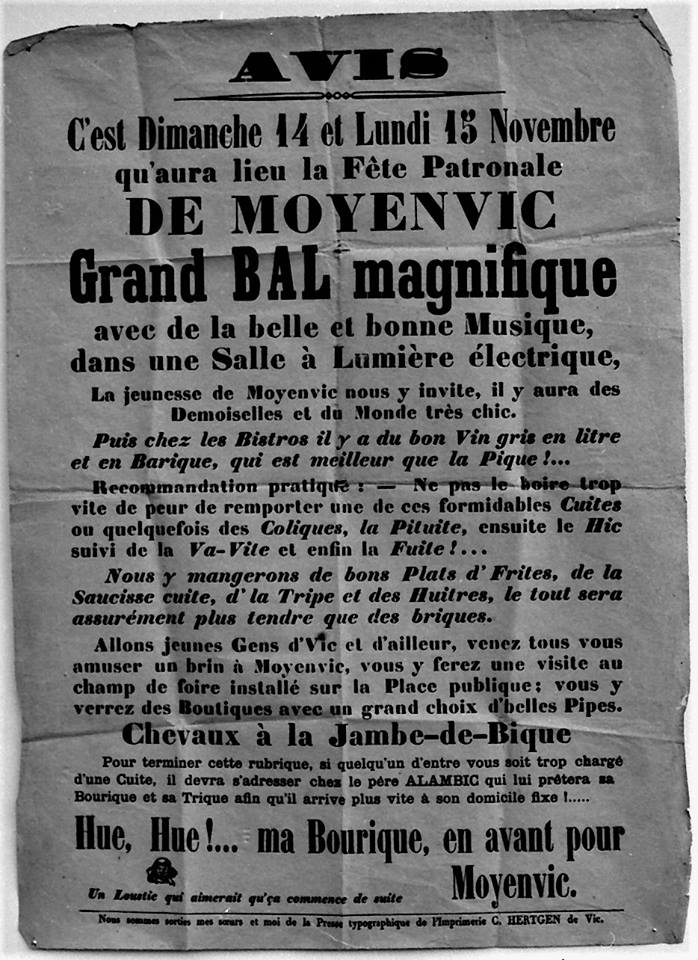 AVIS
C'est Dimanche 14 et Lundi 15 Novembre
qu'aura lieu la Fête Patronale
DE MOYENVIC
Grand BAL magnifique
avec de la belle et bonne Musique,
dans une Salle à Lumière électrique,
La jeunesse de Moyenvic nous y invite, il y aura des
Demoiselles et du Monde très chic.
Puis chez les Bistros il y a du bon Vin gris en litre
et en Barique, qui est meilleur que la Pique !...
Recommandation pratique : — Ne pas le boire trop
vite de peur de remporter une de ces formidables Cuites
ou quelquefois des Coliques, la Pituite, ensuite le Hic
suivi de la Va-Vite et enfin la Fuite !...
Nous y mangerons de bons Plats d'Frites, de la
Saucisse cuite, d' la Tripe et des Huitres, le tout sera
assurément plus tendre que des briques.
Allons jeunes Gens d'Vic et d'ailleur, venez tous vous
amuser un brin à Moyenvic, vous y ferez une visite au
champ de foire installé sur la Place publique; vous y
verrez des Boutiques avec un grand choix d'belles Pipes.
Chevaux à la Jambe-de-Bique
Pour terminer cette rubrique, si quelqu'un d'entre vous soit trop chargé
d'une Cuite, il devra s'adresser chez le père ALAMBIC qui lui prêtera sa
Bourique et sa Trique afin qu'il arrive plus vite à son domicile fixe !.....
Hue, Hue !... ma Bourique, en avant pour
Moyenvic.
Un Loustic qui aimerait qu'ça commence de suite
Nous sommes sorties mes sœurs et moi de la Presse typographique de l'Imprimerie C. HERTGEN de Vic.